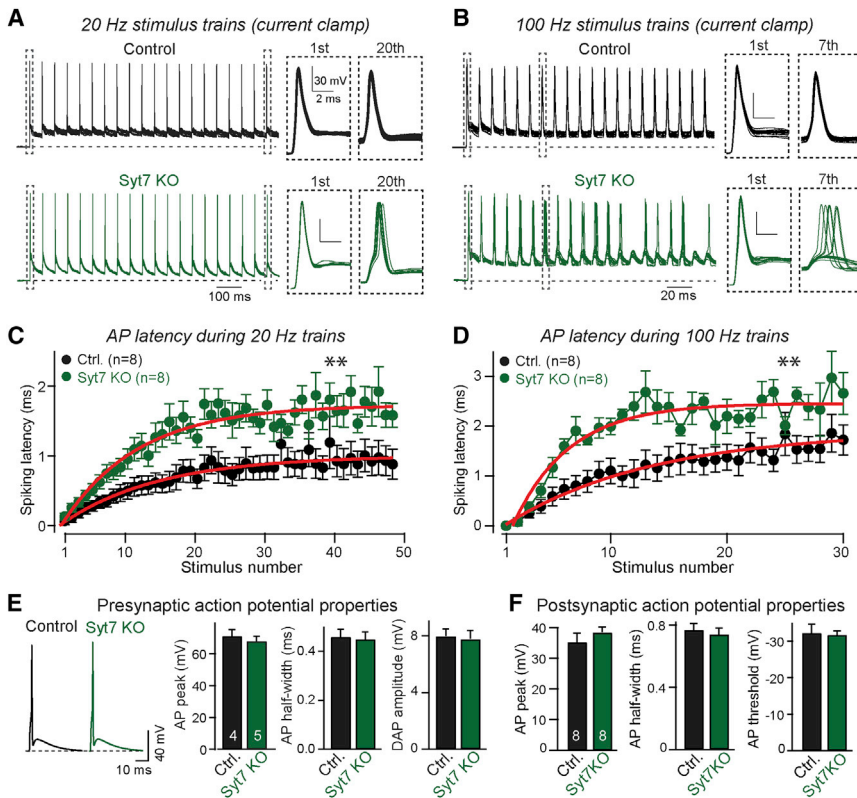 A
20 Hz stimulus trains (current clamp)
Control
1st
20th
30 mV
2 ms
Syt7 KO
1st
20th
100 ms
B
100 Hz stimulus trains (current clamp)
Control
1st
7th
Syt7 KO
1st
7th
20 ms
C
AP latency during 20 Hz trains
Ctrl. (n=8)
Syt7 KO (n=8)
**
Spiking latency (ms)
2
1
0
1
10
20
30
40
50
Stimulus number
D
AP latency during 100 Hz trains
Ctrl. (n=8)
Syt7 KO (n=8)
**
Spiking latency (ms)
3
2
1
0
1
10
20
30
Stimulus number
E
Presynaptic action potential properties
Control
Syt7 KO
40 mV
10 ms
AP peak (mV)
80
60
40
20
0
4
5
Ctrl.
Syt7 KO
AP half-width (ms)
0.4
0.2
0.0
Ctrl.
Syt7 KO
DAP amplitude (mV)
8
4
0
Ctrl.
Syt7 KO
F
Postsynaptic action potential properties
AP peak (mV)
40
30
20
10
0
8
8
Ctrl.
Syt7KO
AP half-width (ms)
0.8
0.4
0
Ctrl.
Syt7KO
AP threshold (mV)
-30
-20
-10
0
Ctrl.
Syt7KO